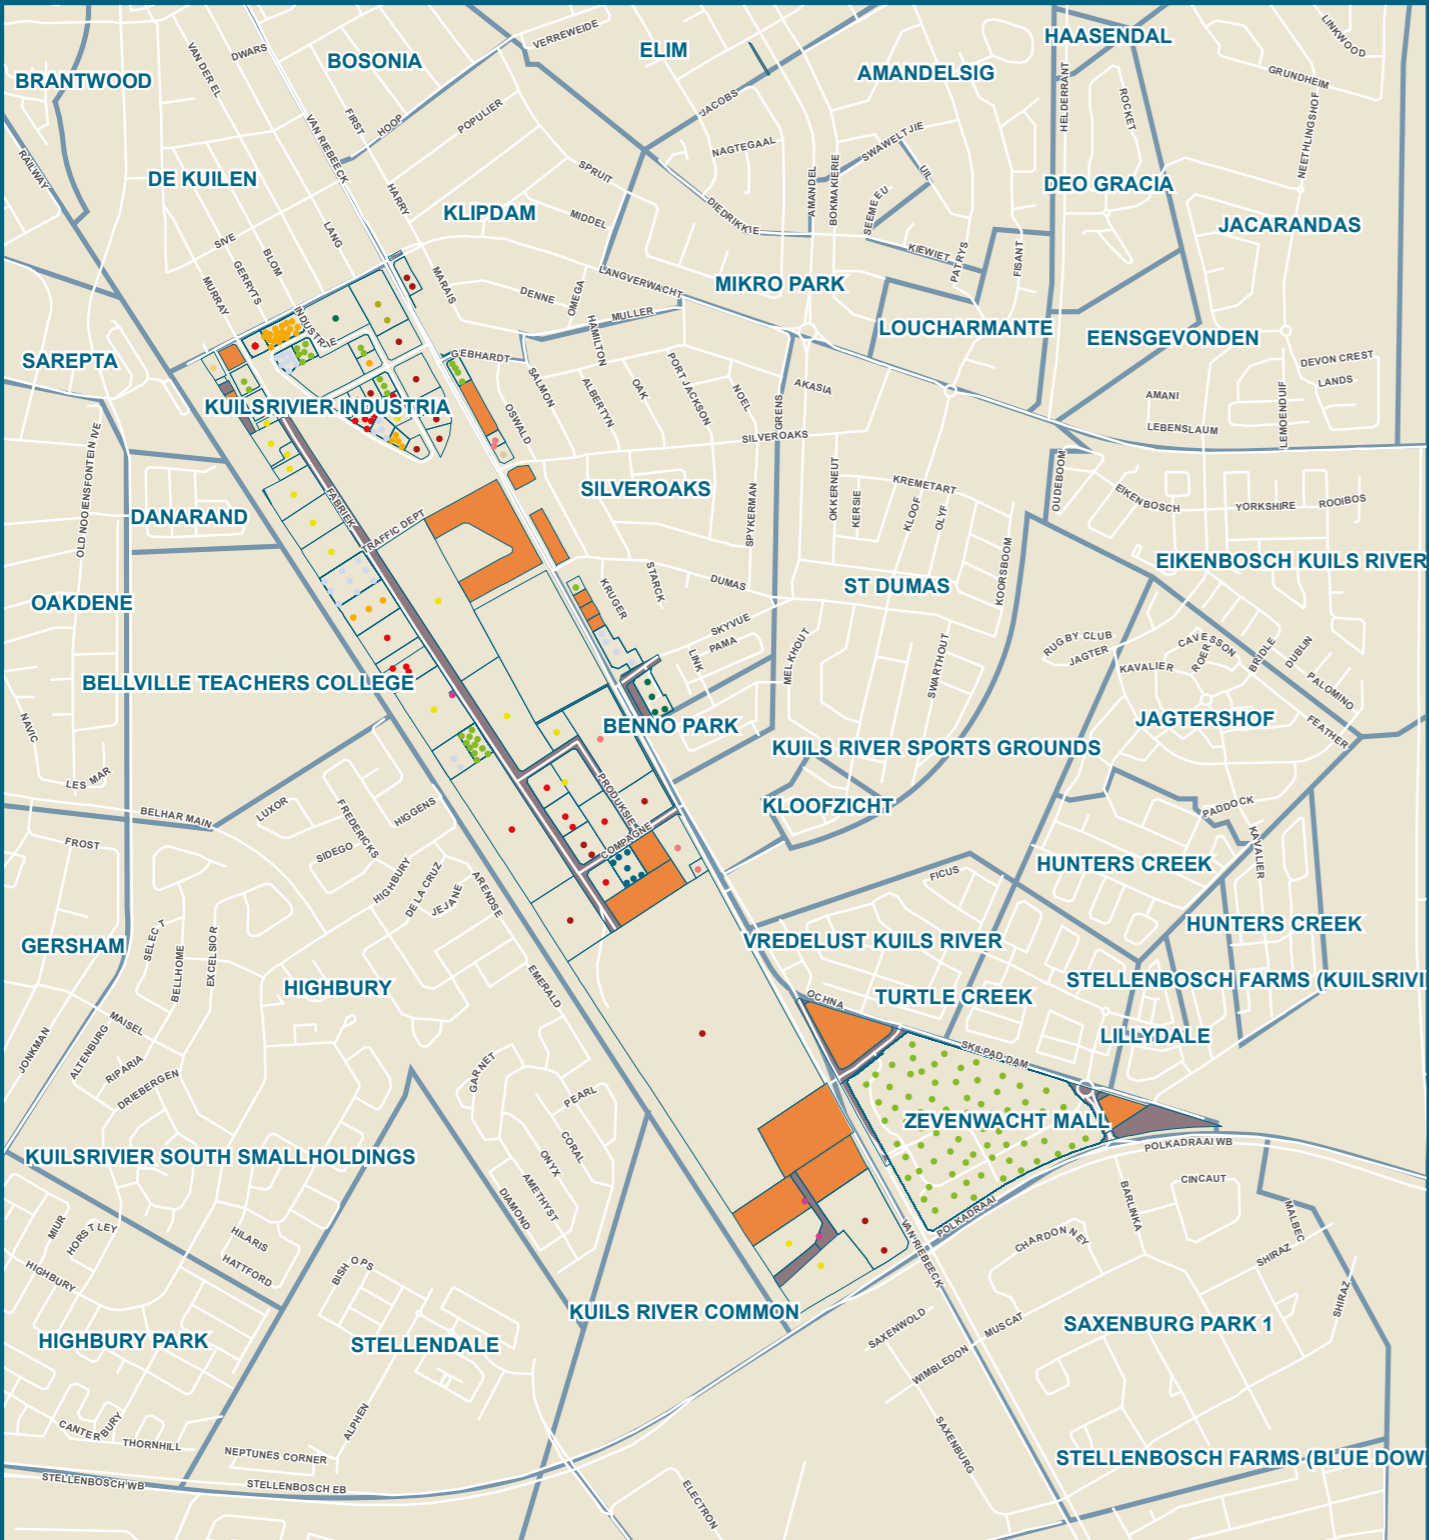 HAASENDAL
LINKWOOD
VERREWEIDE
ELIM
DWARS
BOSONIA
VAN DER EL
BRANTWOOD
AMANDELSIG
GRUNDHEIM
HELDERRANT
ROCKET
NEETHLINGSHOF
JACOBS
POPULIER
FIRST
HOOP
VAN RIEBEECK
RAILWAY
NAGTEGAAL
SWAWELTJIE
UIL
SPRUIT
DE KUILEN
HARRY
AMANDEL
BOKMAKIERIE
SEEMEEU
DEO GRACIA
KLIPDAM
MIDDEL
DIEDRIKKIE
JACARANDAS
LANG
SIVE
BLOM
GERRYTS
MURRAY
KIEWIET
PATRYS
FISANT
MARAIS
LANGVERWACHT
MIKRO PARK
DENNE
OMEGA
MULLER
HAMILTON
LOUCHARMANTE
EENSGEVONDEN
INDUSTRIE
SAREPTA
GEBHARDT
SALMON
ALBERTYN
OAK
PORT JACKSON
NOEL
GRENS
AKASIA
DEVON CREST
LANDS
AMANI
LEBENSLAUM
LEMOENDUIF
KUILSRIVIER INDUSTRIA
OSWALD
SILVEROAKS
OLD NOOIENSFONTEIN IVE
DANARAND
FABRIEK
TRAFFIC DEPT
SILVEROAKS
SPYKERMAN
OKKERNEUT
KERSIE
KREMETART
KLOOF
OLYF
OUDEBOOM
EIKENBOSCH
YORKSHIRE
ROOIBOS
KOORSBOOM
EIKENBOSCH KUILS RIVER
OAKDENE
STARCK
KRUGER
DUMAS
ST DUMAS
SKYVUE
PAMA
LINK
MELKHOUT
SWARTHOUT
RUGBY CLUB
JAGTER
KAVALIER
CAVESSON
ROER
BRIDLE
DUBLIN
PALOMINO
FEATHER
BELLVILLE TEACHERS COLLEGE
NAVIC
BENNO PARK
JAGTERSHOF
KUILS RIVER SPORTS GROUNDS
LES MAR
BELHAR MAIN
LUXOR
FREDERICKS
HIGGENS
PRODUKSIE
COMPAGNE
KLOOFZICHT
PADDOCK
KAVALIER
FROST
SIDEGO
HIGHBURY
DE LA CRUZ
JEJANE
ARENDSE
FICUS
HUNTERS CREEK
HUNTERS CREEK
GERSHAM
SELECT
BELLHOME
EXCELSIOR
VREDELUST KUILS RIVER
HIGHBURY
EMERALD
OCHNA
TURTLE CREEK
STELLENBOSCH FARMS (KUILSRIVI
JONKMAN
ALTENBURG
MAISEL
RIPARIA
DRIEBERGEN
GARNET
PEARL
SKILPAD DAM
LILLYDALE
ZEVENWACHT MALL
POLKADRAAI WB
KUILSRIVIER SOUTH SMALLHOLDINGS
CORAL
ONYX
AMETHYST
DIAMOND
CINCAUT
BARLINKA
MALBEC
MIUR
HORSTLEY
HILARIS
HATTFORD
HIGHBURY
BISHOPS
POLKADRAAI
VAN RIEBEECK
CHARDONNEY
SHIRAZ
SHIRAZ
KUILS RIVER COMMON
SAXENBURG PARK 1
HIGHBURY PARK
STELLENDALE
SAXENWOLD
WIMBLEDON
MUSCAT
CANTERBURY
ALPHEN
THORNHILL
NEPTUNES CORNER
SAXENBURG
STELLENBOSCH FARMS (BLUE DOW
STELLENBOSCH WB
STELLENBOSCH EB
ELECTRON